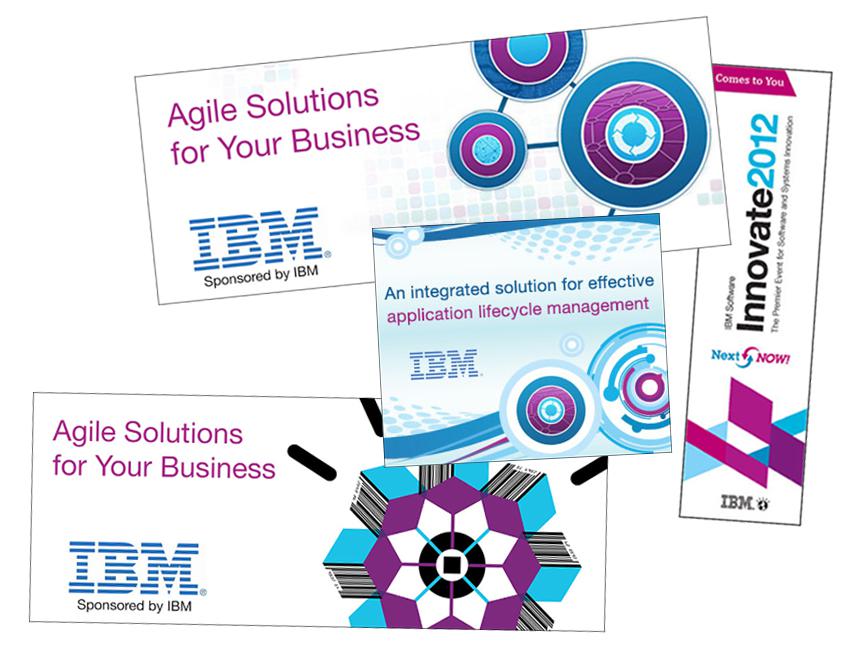 Agile Solutions
for Your Business
IBM®
Sponsored by IBM
Comes to You
IBM Software
Innovate2012
The Premier Event for Software and Systems Innovation
Next NOW!
IBM.
An integrated solution for effective
application lifecycle management
IBM.
Agile Solutions
for Your Business
IBM®
Sponsored by IBM